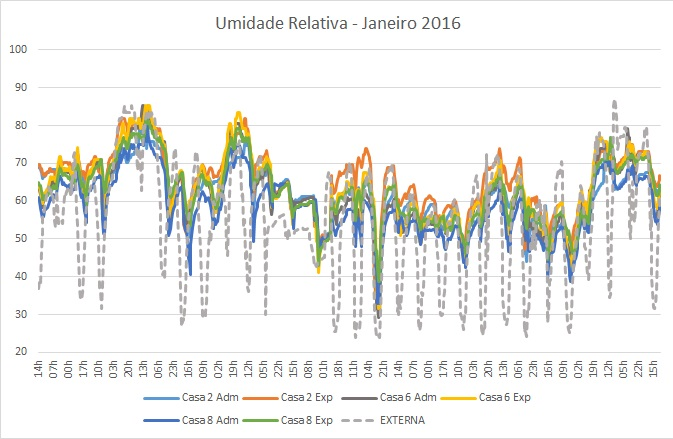 Umidade Relativa - Janeiro 2016
100
90
80
70
60
50
40
30
20
14h 07h 00h 17h 10h 03h 20h 13h 06h 23h 16h 09h 02h 19h 12h 05h 22h 15h 08h 01h 18h 11h 04h 21h 14h 07h 00h 17h 10h 03h 20h 13h 06h 23h 16h 09h 02h 19h 12h 05h 22h 15h
Casa 2 Adm Casa 2 Exp Casa 6 Adm Casa 6 Exp
Casa 8 Adm Casa 8 Exp EXTERNA